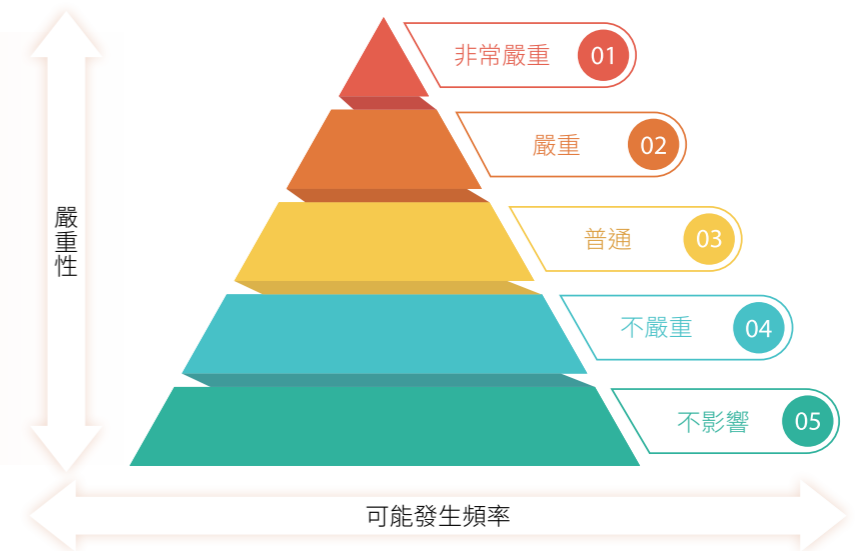 非常嚴重 01
嚴重 02
普通 03
不嚴重 04
不影響 05
嚴重性
可能發生頻率